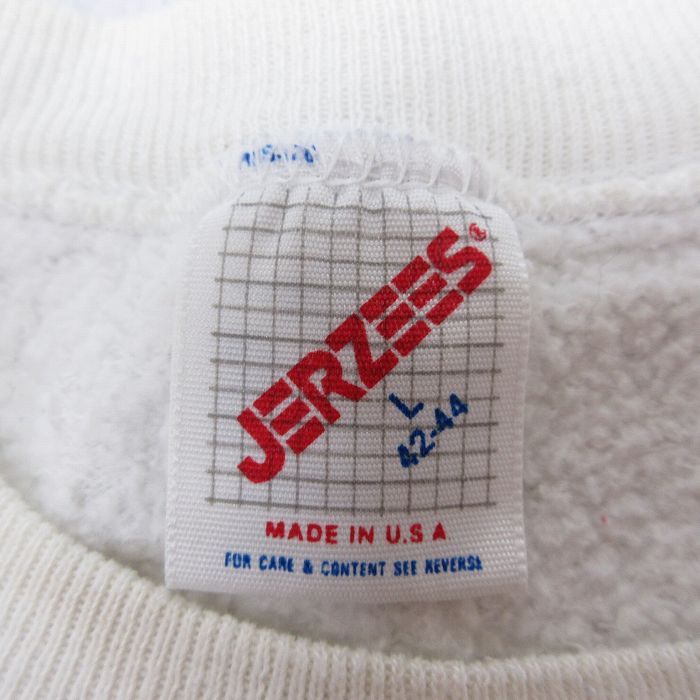 JERZEES®
L
42-44
MADE IN U.S A
FOR CARE & CONTENT SEE REVERSE